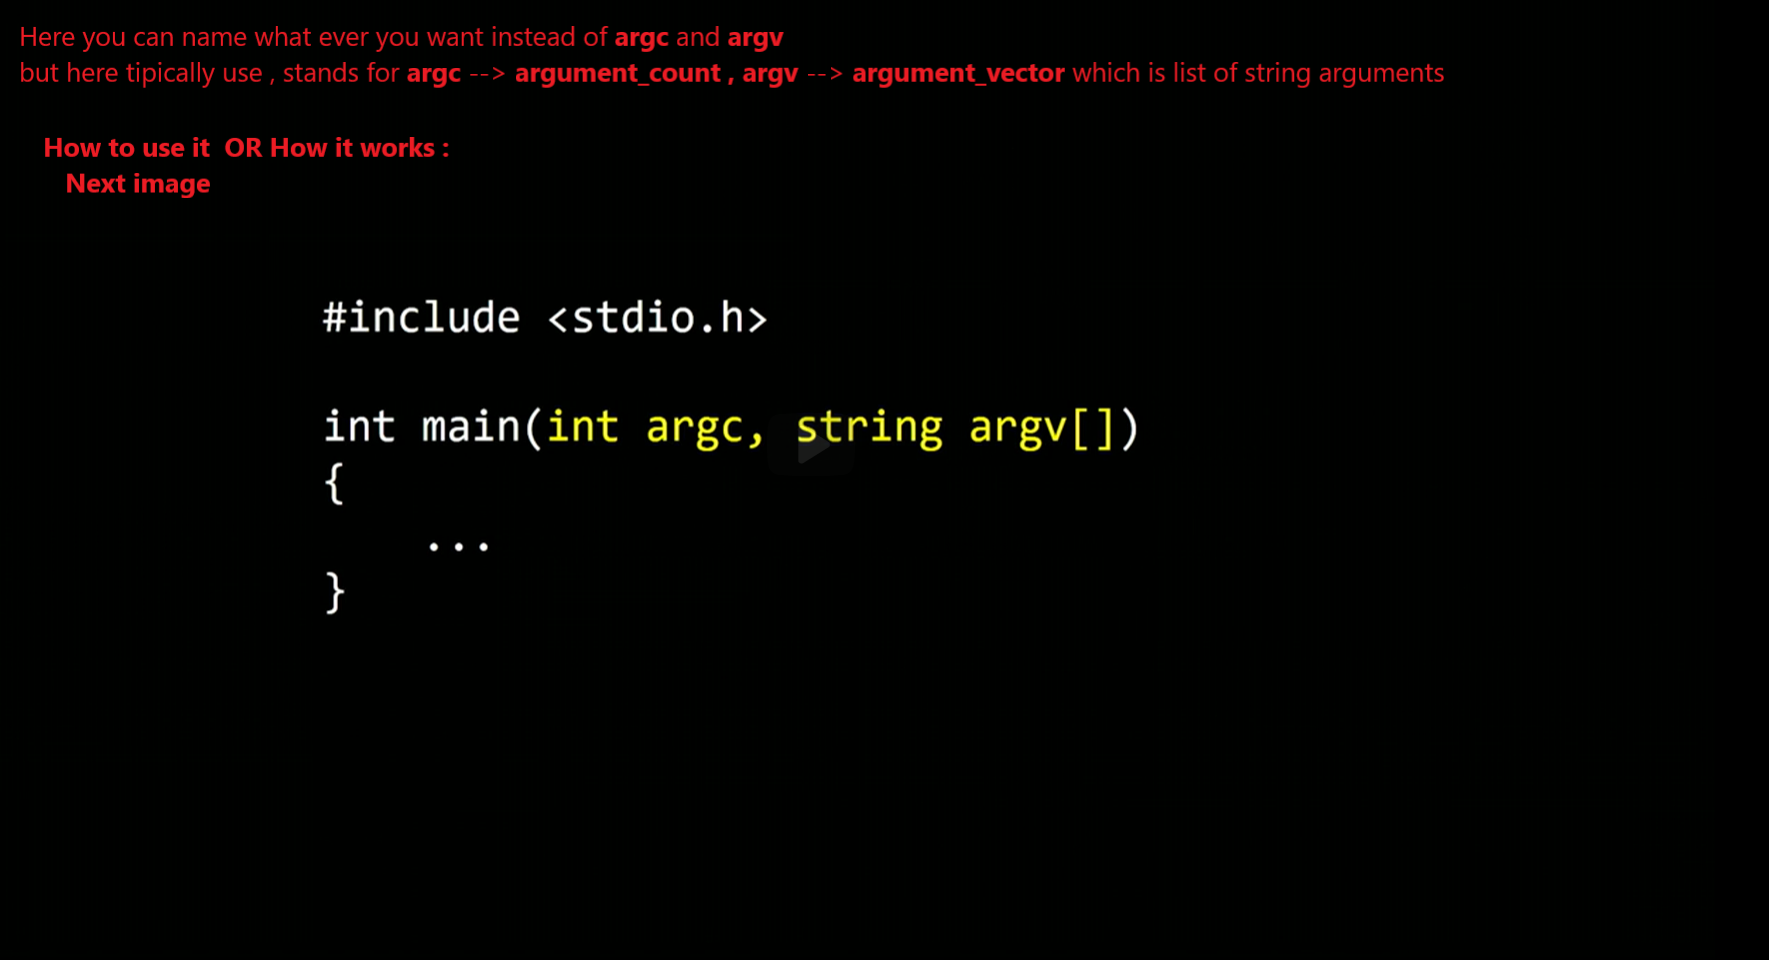 Here you can name what ever you want instead of argc and argv
but here tipically use , stands for argc --> argument_count , argv --> argument_vector which is list of string arguments
How to use it OR How it works :
Next image
#include <stdio.h>
int main(int argc, string argv[])
{
...
}